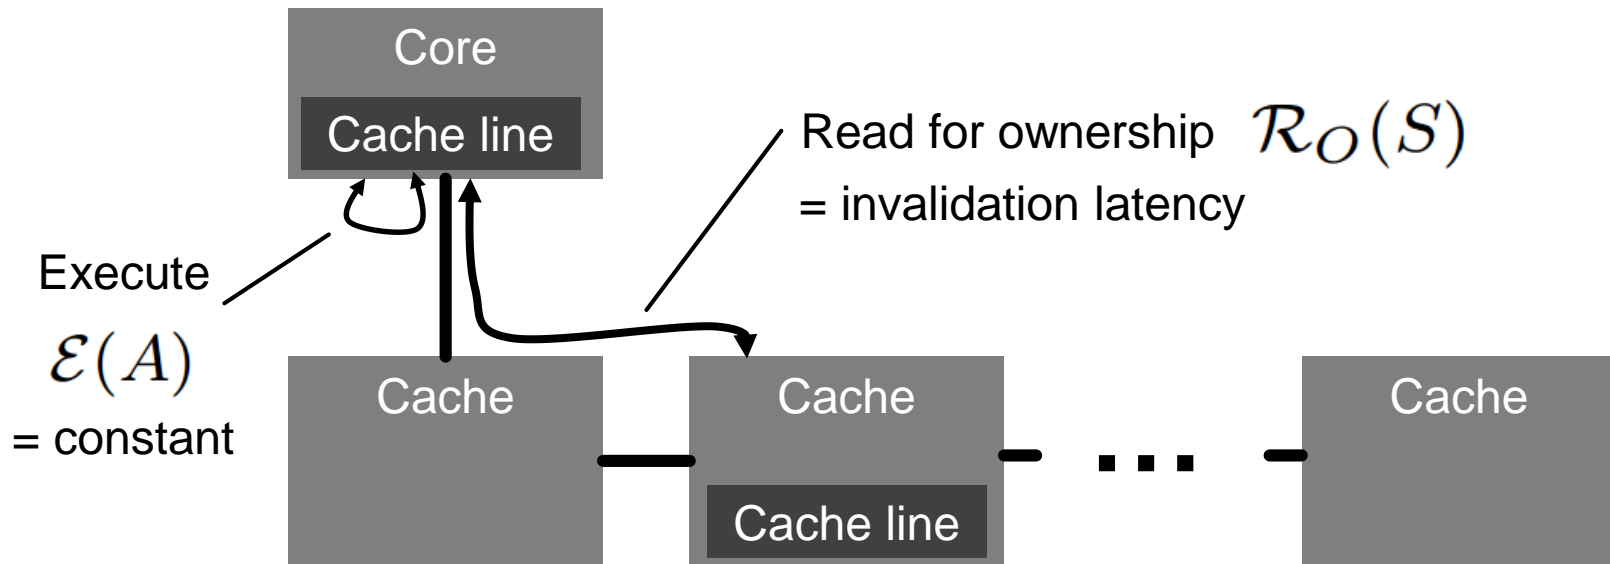 Core
Cache line
Read for ownership $\mathcal{R}_O(S)$
= invalidation latency
Execute
$\mathcal{E}(A)$
= constant
Cache
Cache
Cache
...
Cache line